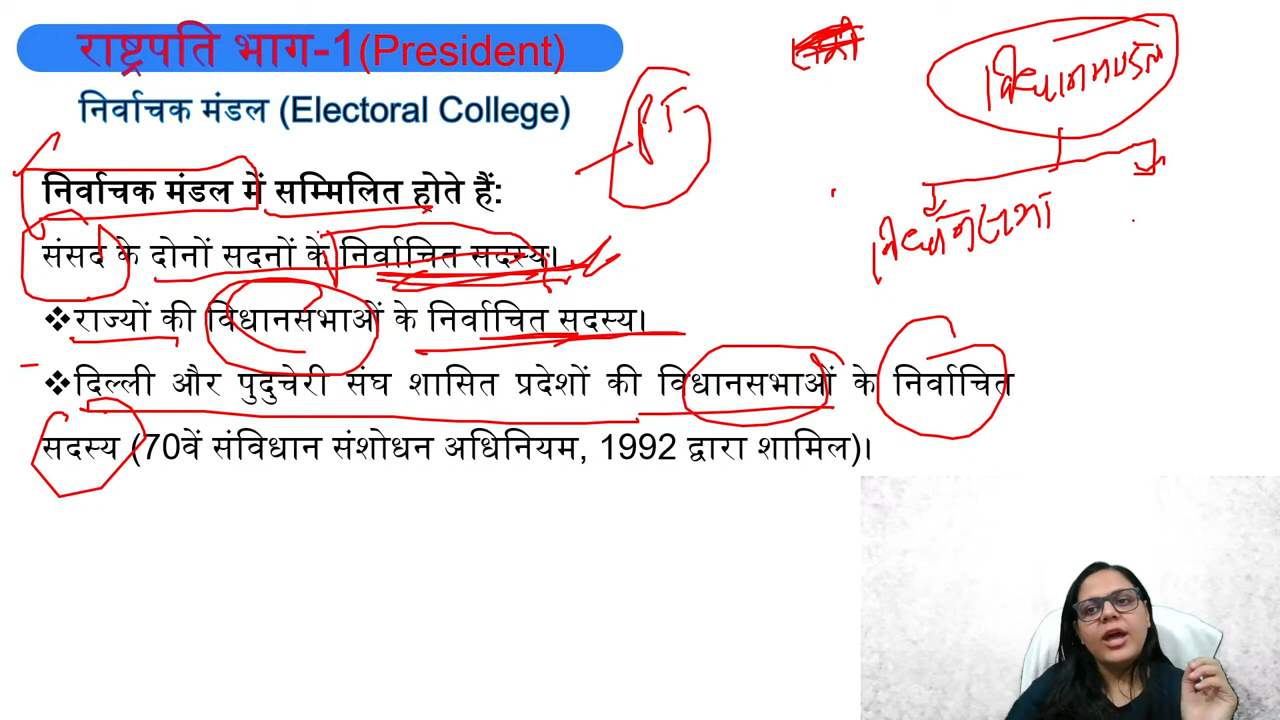 राष्ट्रपति भाग-1(President)
निर्वाचक मंडल (Electoral College)
निर्वाचक मंडल में सम्मिलित होते हैं:
संसद के दोनों सदनों के निर्वाचित सदस्य।
❖राज्यों की विधानसभाओं के निर्वाचित सदस्य।
❖दिल्ली और पुदुचेरी संघ शासित प्रदेशों की विधानसभाओं के निर्वाचित
सदस्य (70वें संविधान संशोधन अधिनियम, 1992 द्वारा शामिल)।
विधानमण्डल
विधानसभा